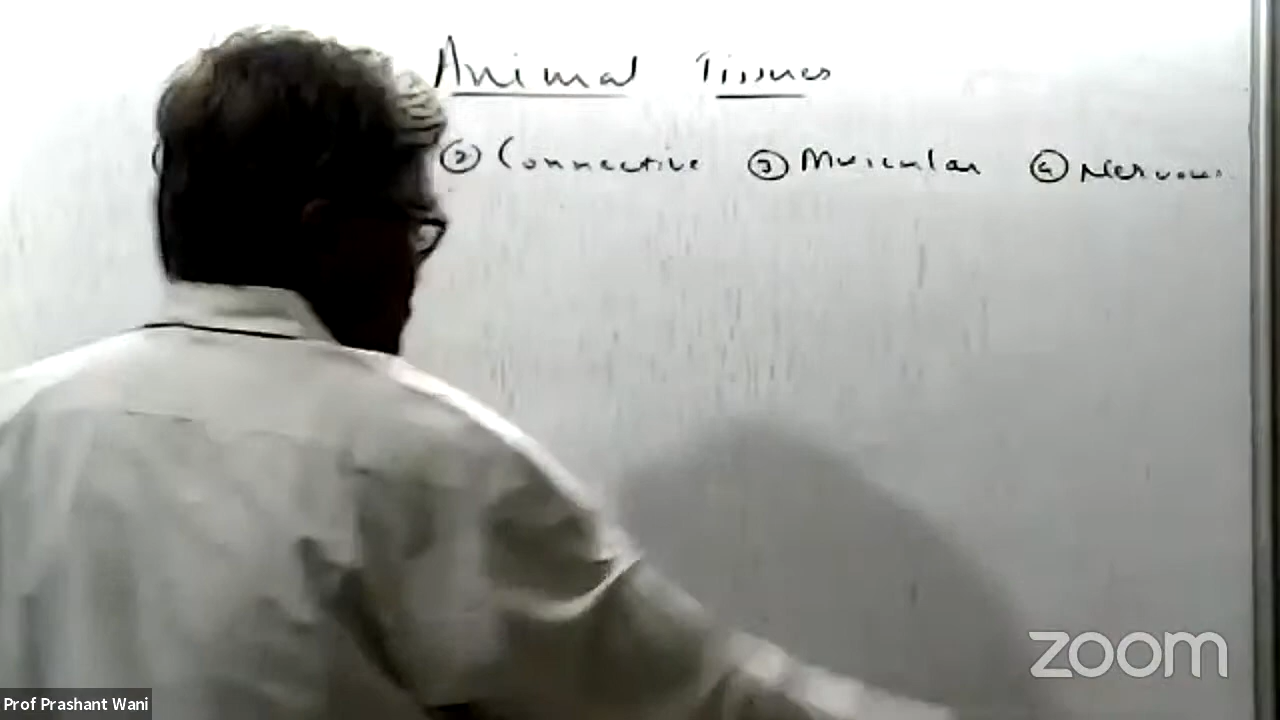 Animal Tissues
② Connective ③ Muscular ④ Nervous
zoom
Prof Prashant Wani